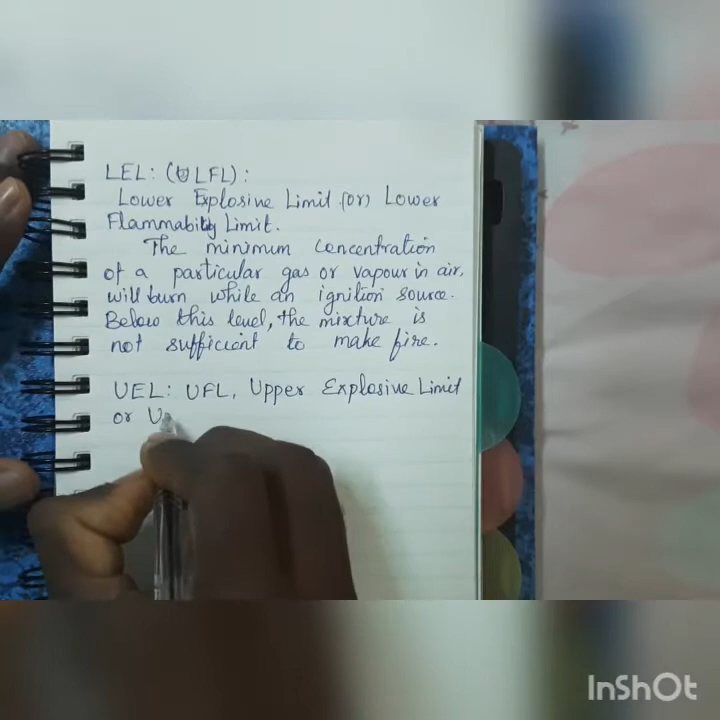 LEL: (LFL):
Lower Explosive Limit (or) Lower
Flammability Limit.
The minimum concentration
of a particular gas or vapour in air,
will burn while an ignition source.
Below this level, the mixture is
not sufficient to make fire.
UEL: UFL, Upper Explosive Limit
or U
InShOt